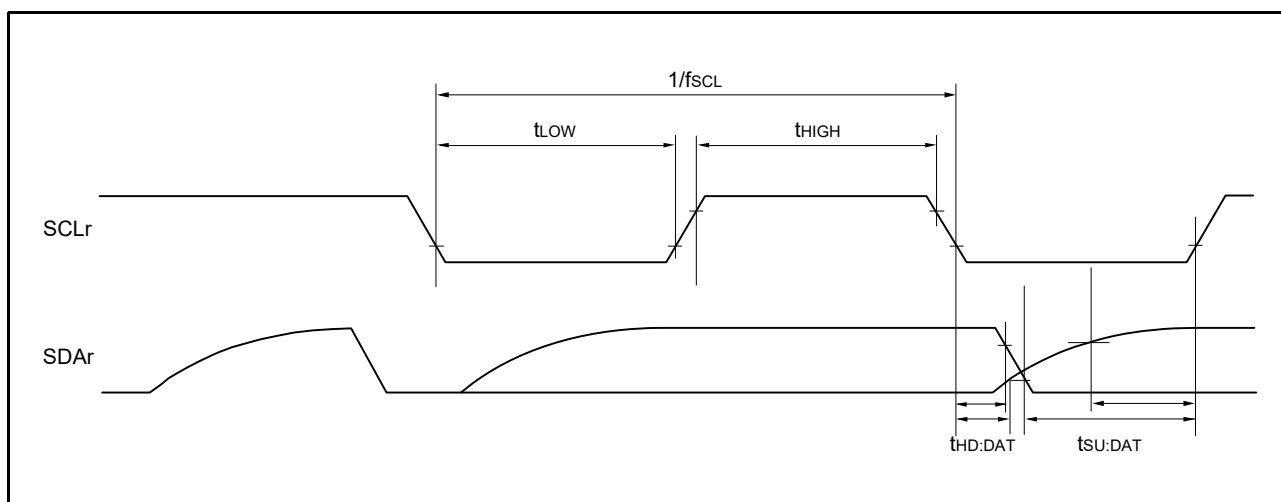 1/fSCL
tLOW
tHIGH
SCLr
SDAr
tHD:DAT
tSU:DAT